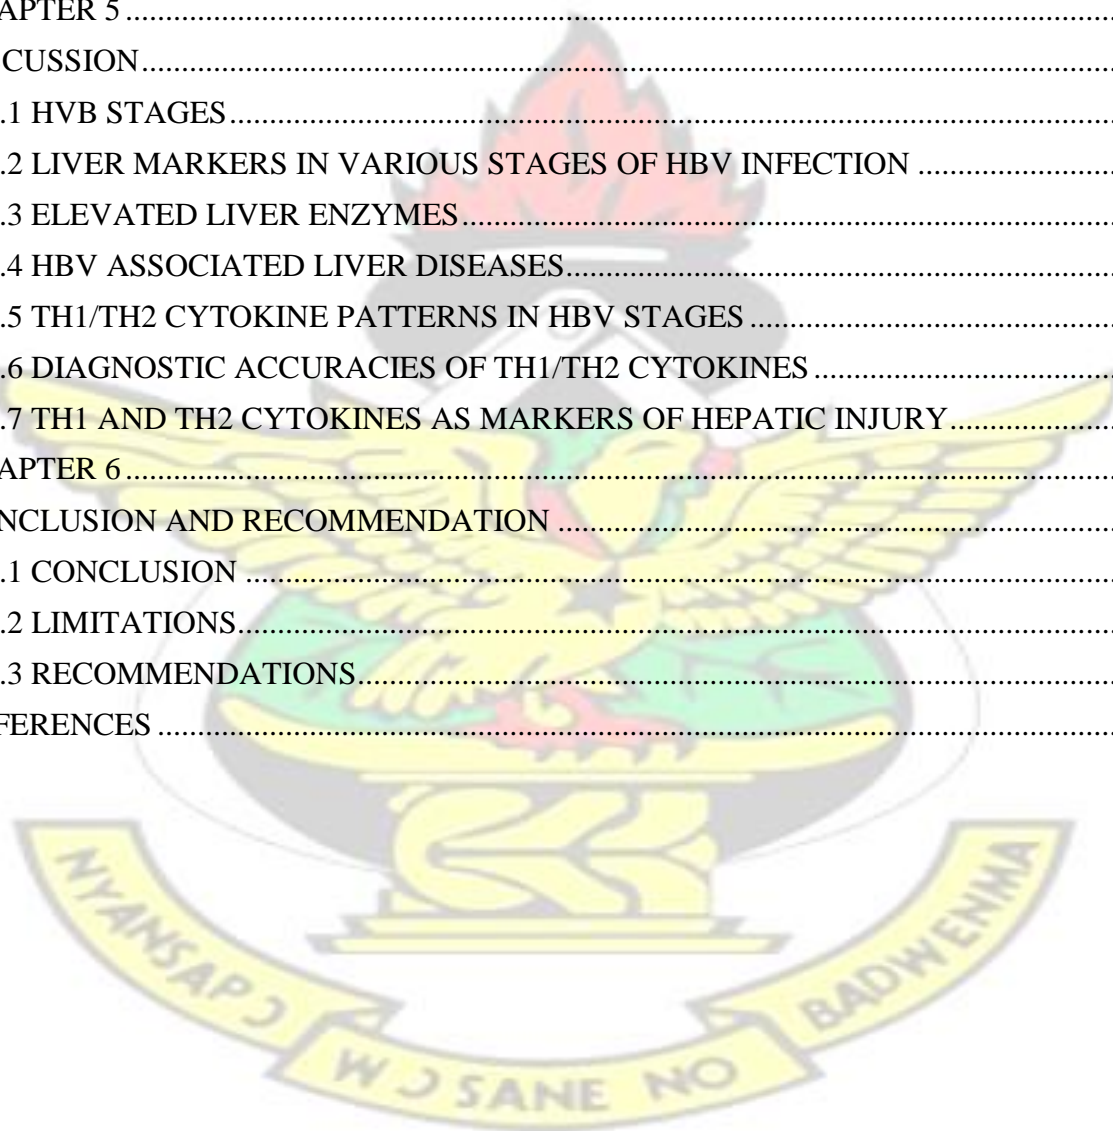 APTER 5 ........................................................................................................................
CUSSION........................................................................................................................
.1 HVB STAGES........................................................................................................................
.2 LIVER MARKERS IN VARIOUS STAGES OF HBV INFECTION ........................................
.3 ELEVATED LIVER ENZYMES........................................................................................
.4 HBV ASSOCIATED LIVER DISEASES........................................................................
.5 TH1/TH2 CYTOKINE PATTERNS IN HBV STAGES ................................................
.6 DIAGNOSTIC ACCURACIES OF TH1/TH2 CYTOKINES ........................................
.7 TH1 AND TH2 CYTOKINES AS MARKERS OF HEPATIC INJURY........................
APTER 6 ........................................................................................................................
NCLUSION AND RECOMMENDATION ........................................................................
.1 CONCLUSION ........................................................................................................
.2 LIMITATIONS........................................................................................................
.3 RECOMMENDATIONS................................................................................................
FERENCES ........................................................................................................................
NYANSAPƆ
WƆSANE NO
BADWENMA